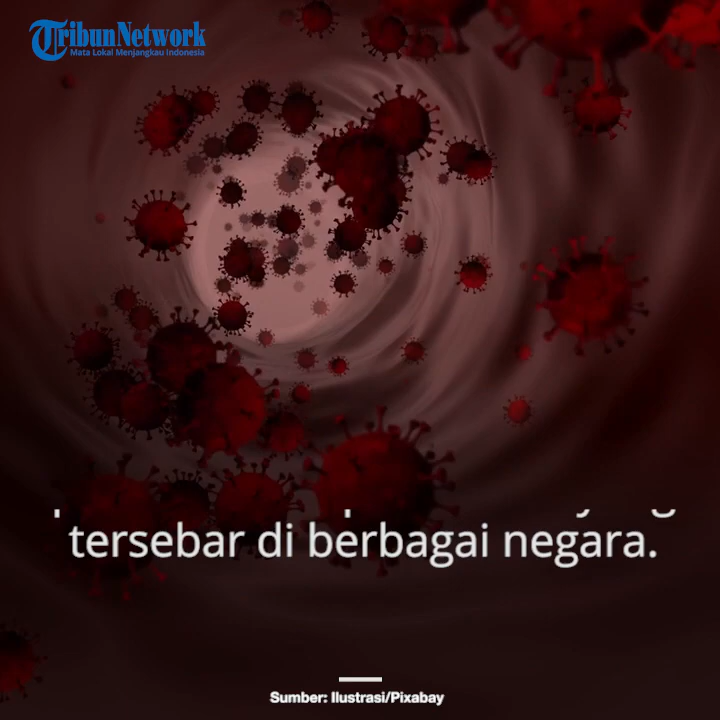 TribunNetwork
Mata Lokal Menjangkau Indonesia
tersebar di berbagai negara.
Sumber: Ilustrasi/Pixabay